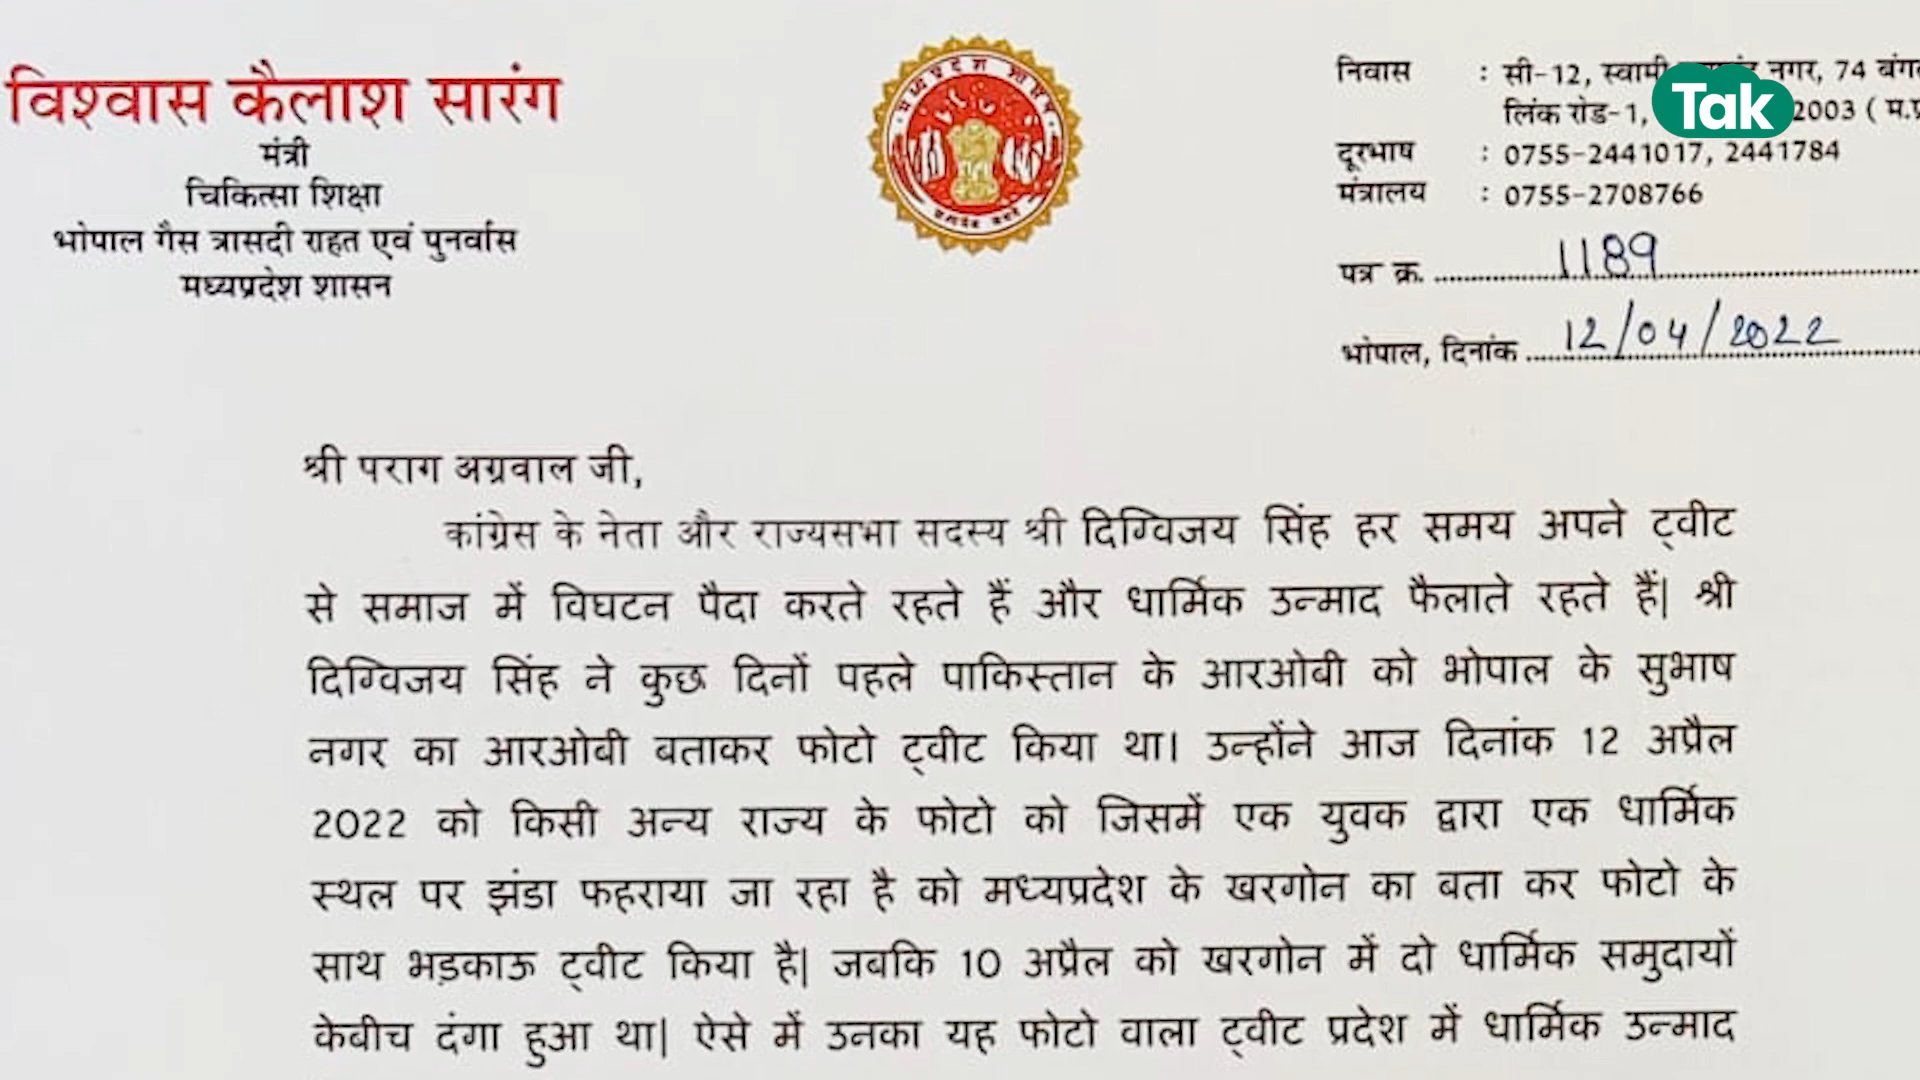 विश्वास कैलाश सारंग
मंत्री
चिकित्सा शिक्षा
भोपाल गैस त्रासदी राहत एवं पुनर्वास
मध्यप्रदेश शासन
निवास : सी-12, स्वामी नगर, 74
लिंक रोड-1, 2003 ( म.प्र
Tak
दूरभाष : 0755-2441017, 2441784
मंत्रालय : 0755-2708766
पत्र क्र. 1189
भोपाल, दिनांक 12/04/2022
श्री पराग अग्रवाल जी,
कांग्रेस के नेता और राज्यसभा सदस्य श्री दिग्विजय सिंह हर समय अपने ट्वीट
से समाज में विघटन पैदा करते रहते हैं और धार्मिक उन्माद फैलाते रहते हैं| श्री
दिग्विजय सिंह ने कुछ दिनों पहले पाकिस्तान के आरओबी को भोपाल के सुभाष
नगर का आरओबी बताकर फोटो ट्वीट किया था। उन्होंने आज दिनांक 12 अप्रैल
2022 को किसी अन्य राज्य के फोटो को जिसमें एक युवक द्वारा एक धार्मिक
स्थल पर झंडा फहराया जा रहा है को मध्यप्रदेश के खरगोन का बता कर फोटो के
साथ भड़काऊ ट्वीट किया है| जबकि 10 अप्रैल को खरगोन में दो धार्मिक समुदायों
केबीच दंगा हुआ था| ऐसे में उनका यह फोटो वाला ट्वीट प्रदेश में धार्मिक उन्माद